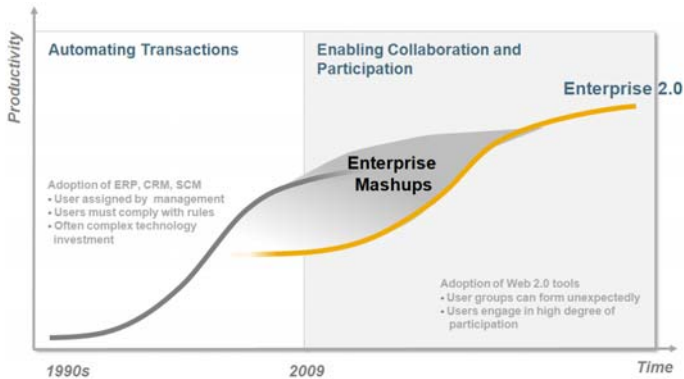 Automating Transactions
Enabling Collaboration and
Participation
Productivity
Enterprise 2.0
Enterprise
Mashups
Adoption of ERP, CRM, SCM
• User assigned by management
• Users must comply with rules
• Often complex technology
investment
Adoption of Web 2.0 tools
• User groups can form unexpectedly
• Users engage in high degree of
participation
1990s
2009
Time